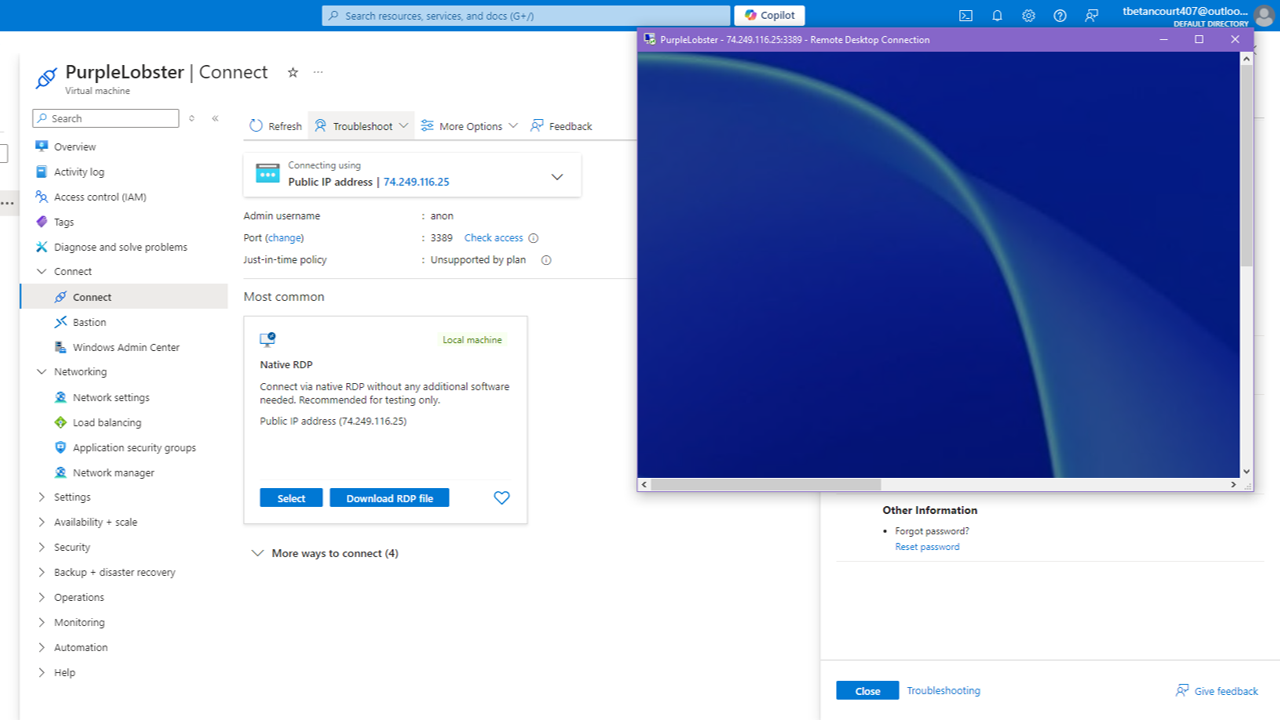 Search resources, services, and docs (G+/)
Copilot
tbetancourt407@outloo...
DEFAULT DIRECTORY
PurpleLobster - 74.249.116.25:3389 - Remote Desktop Connection
PurpleLobster | Connect
Virtual machine
Search
Overview
Activity log
Access control (IAM)
Tags
Diagnose and solve problems
Connect
Connect
Bastion
Windows Admin Center
Networking
Network settings
Load balancing
Application security groups
Network manager
Settings
Availability + scale
Security
Backup + disaster recovery
Operations
Monitoring
Automation
Help
Refresh
Troubleshoot
More Options
Feedback
Connecting using
Public IP address | 74.249.116.25
Admin username : anon
Port (change) : 3389 Check access
Just-in-time policy : Unsupported by plan
Most common
Local machine
Native RDP
Connect via native RDP without any additional software
needed. Recommended for testing only.
Public IP address (74.249.116.25)
Select
Download RDP file
More ways to connect (4)
Other Information
• Forgot password?
Reset password
Close
Troubleshooting
Give feedback